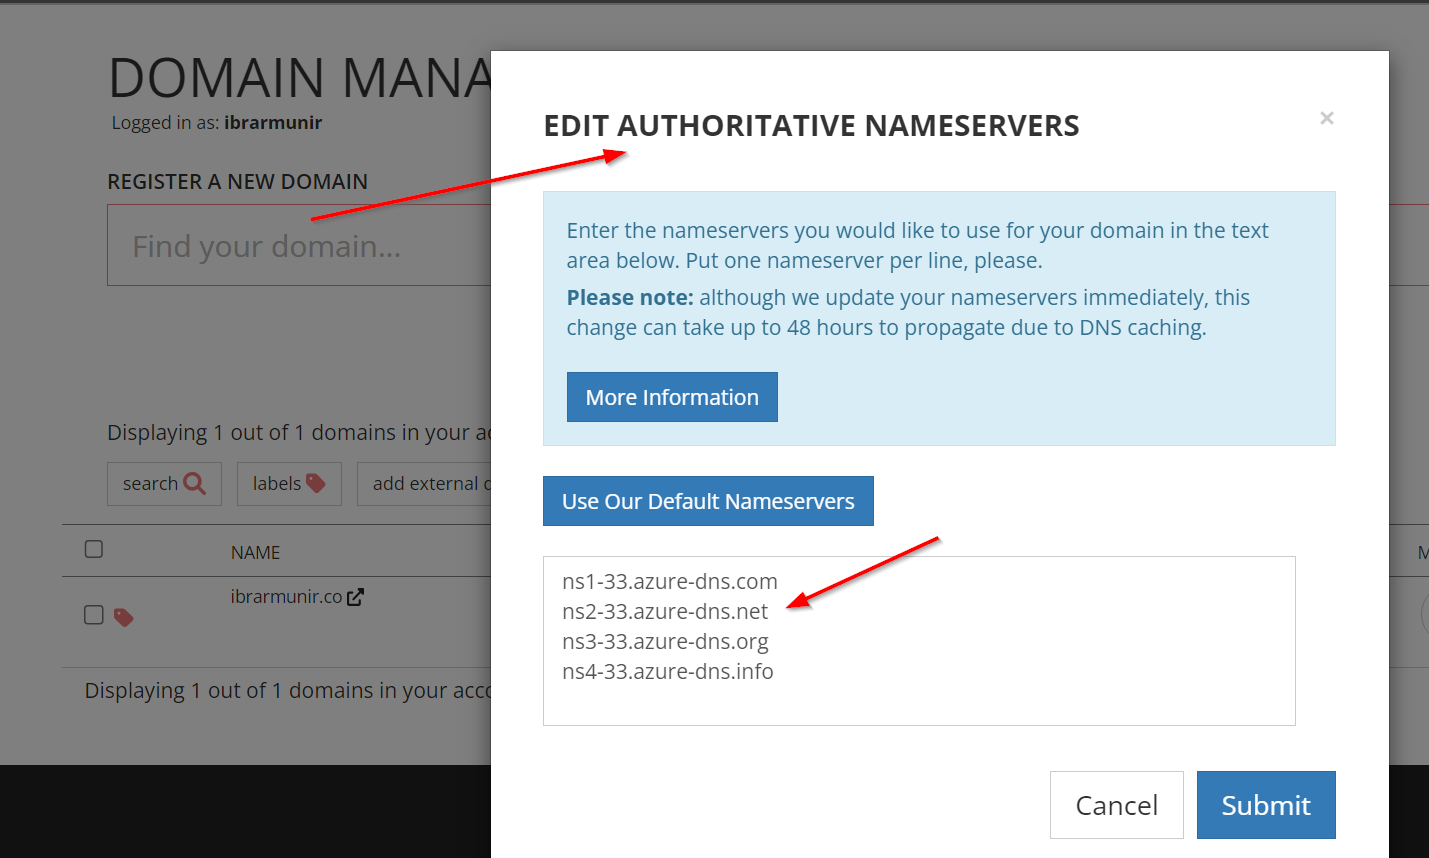 DOMAIN MANA
Logged in as: ibrarmunir
REGISTER A NEW DOMAIN
Find your domain...
Displaying 1 out of 1 domains in your
search
labels
add external
NAME
ibrarmunir.co
Displaying 1 out of 1 domains in your
EDIT AUTHORITATIVE NAMESERVERS
×
Enter the nameservers you would like to use for your domain in the text
area below. Put one nameserver per line, please.
Please note: although we update your nameservers immediately, this
change can take up to 48 hours to propagate due to DNS caching.
More Information
Use Our Default Nameservers
ns1-33.azure-dns.com
ns2-33.azure-dns.net
ns3-33.azure-dns.org
ns4-33.azure-dns.info
Cancel
Submit